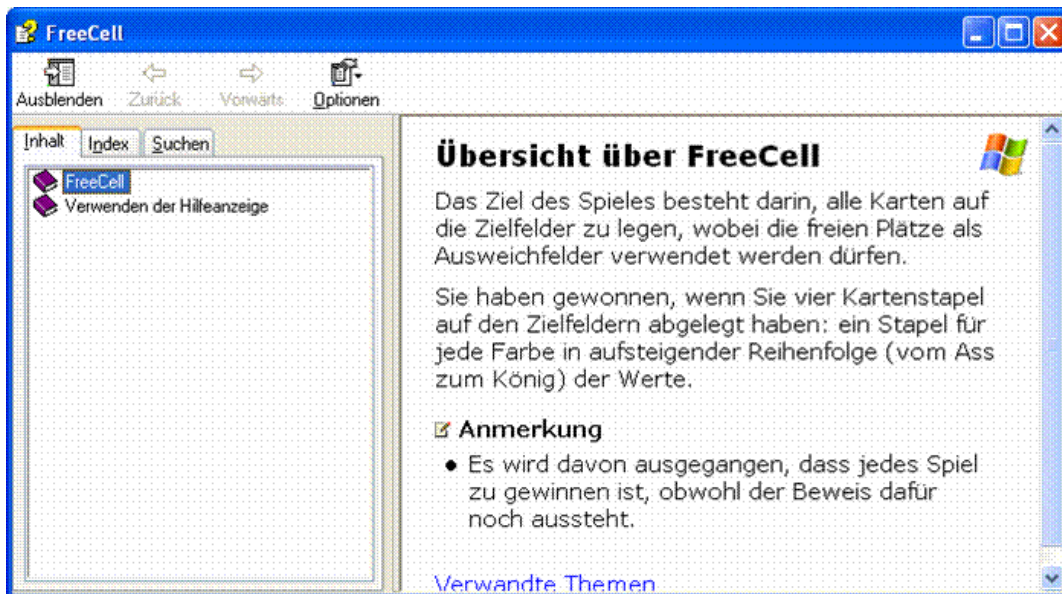 FreeCell
Ausblenden Zurück Vorwärts Optionen
Inhalt Index Suchen
FreeCell
Verwenden der Hilfeanzeige
Übersicht über FreeCell
Das Ziel des Spieles besteht darin, alle Karten auf
die Zielfelder zu legen, wobei die freien Plätze als
Ausweichfelder verwendet werden dürfen.
Sie haben gewonnen, wenn Sie vier Kartenstapel
auf den Zielfeldern abgelegt haben: ein Stapel für
jede Farbe in aufsteigender Reihenfolge (vom Ass
zum König) der Werte.
Anmerkung
• Es wird davon ausgegangen, dass jedes Spiel
zu gewinnen ist, obwohl der Beweis dafür
noch aussteht.
Verwandte Themen